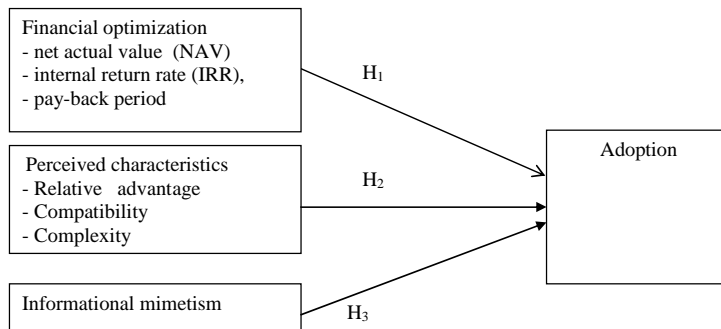 Financial optimization
- net actual value (NAV)
- internal return rate (IRR),
- pay-back period
H1
Adoption
Perceived characteristics
- Relative advantage
- Compatibility
- Complexity
H2
Informational mimetism
H3